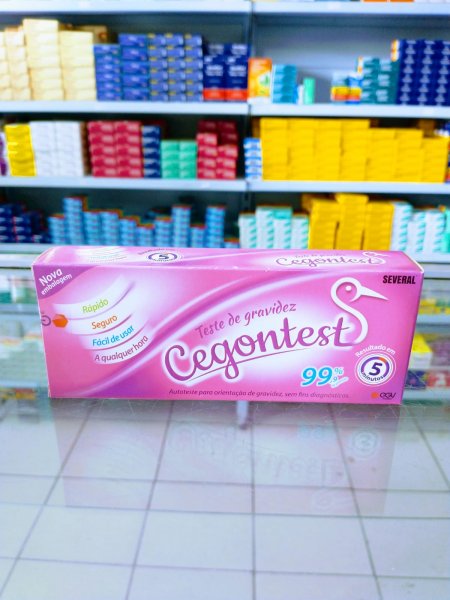 Cegontest
5
Nova
embalagem
SEVERAL
Rápido
Seguro
Fácil de usar
A qualquer hora
Teste de gravidez
Cegontest
99%
Resultado em
5
minutos
Autoteste para orientação de gravidez, sem fins diagnósticos.